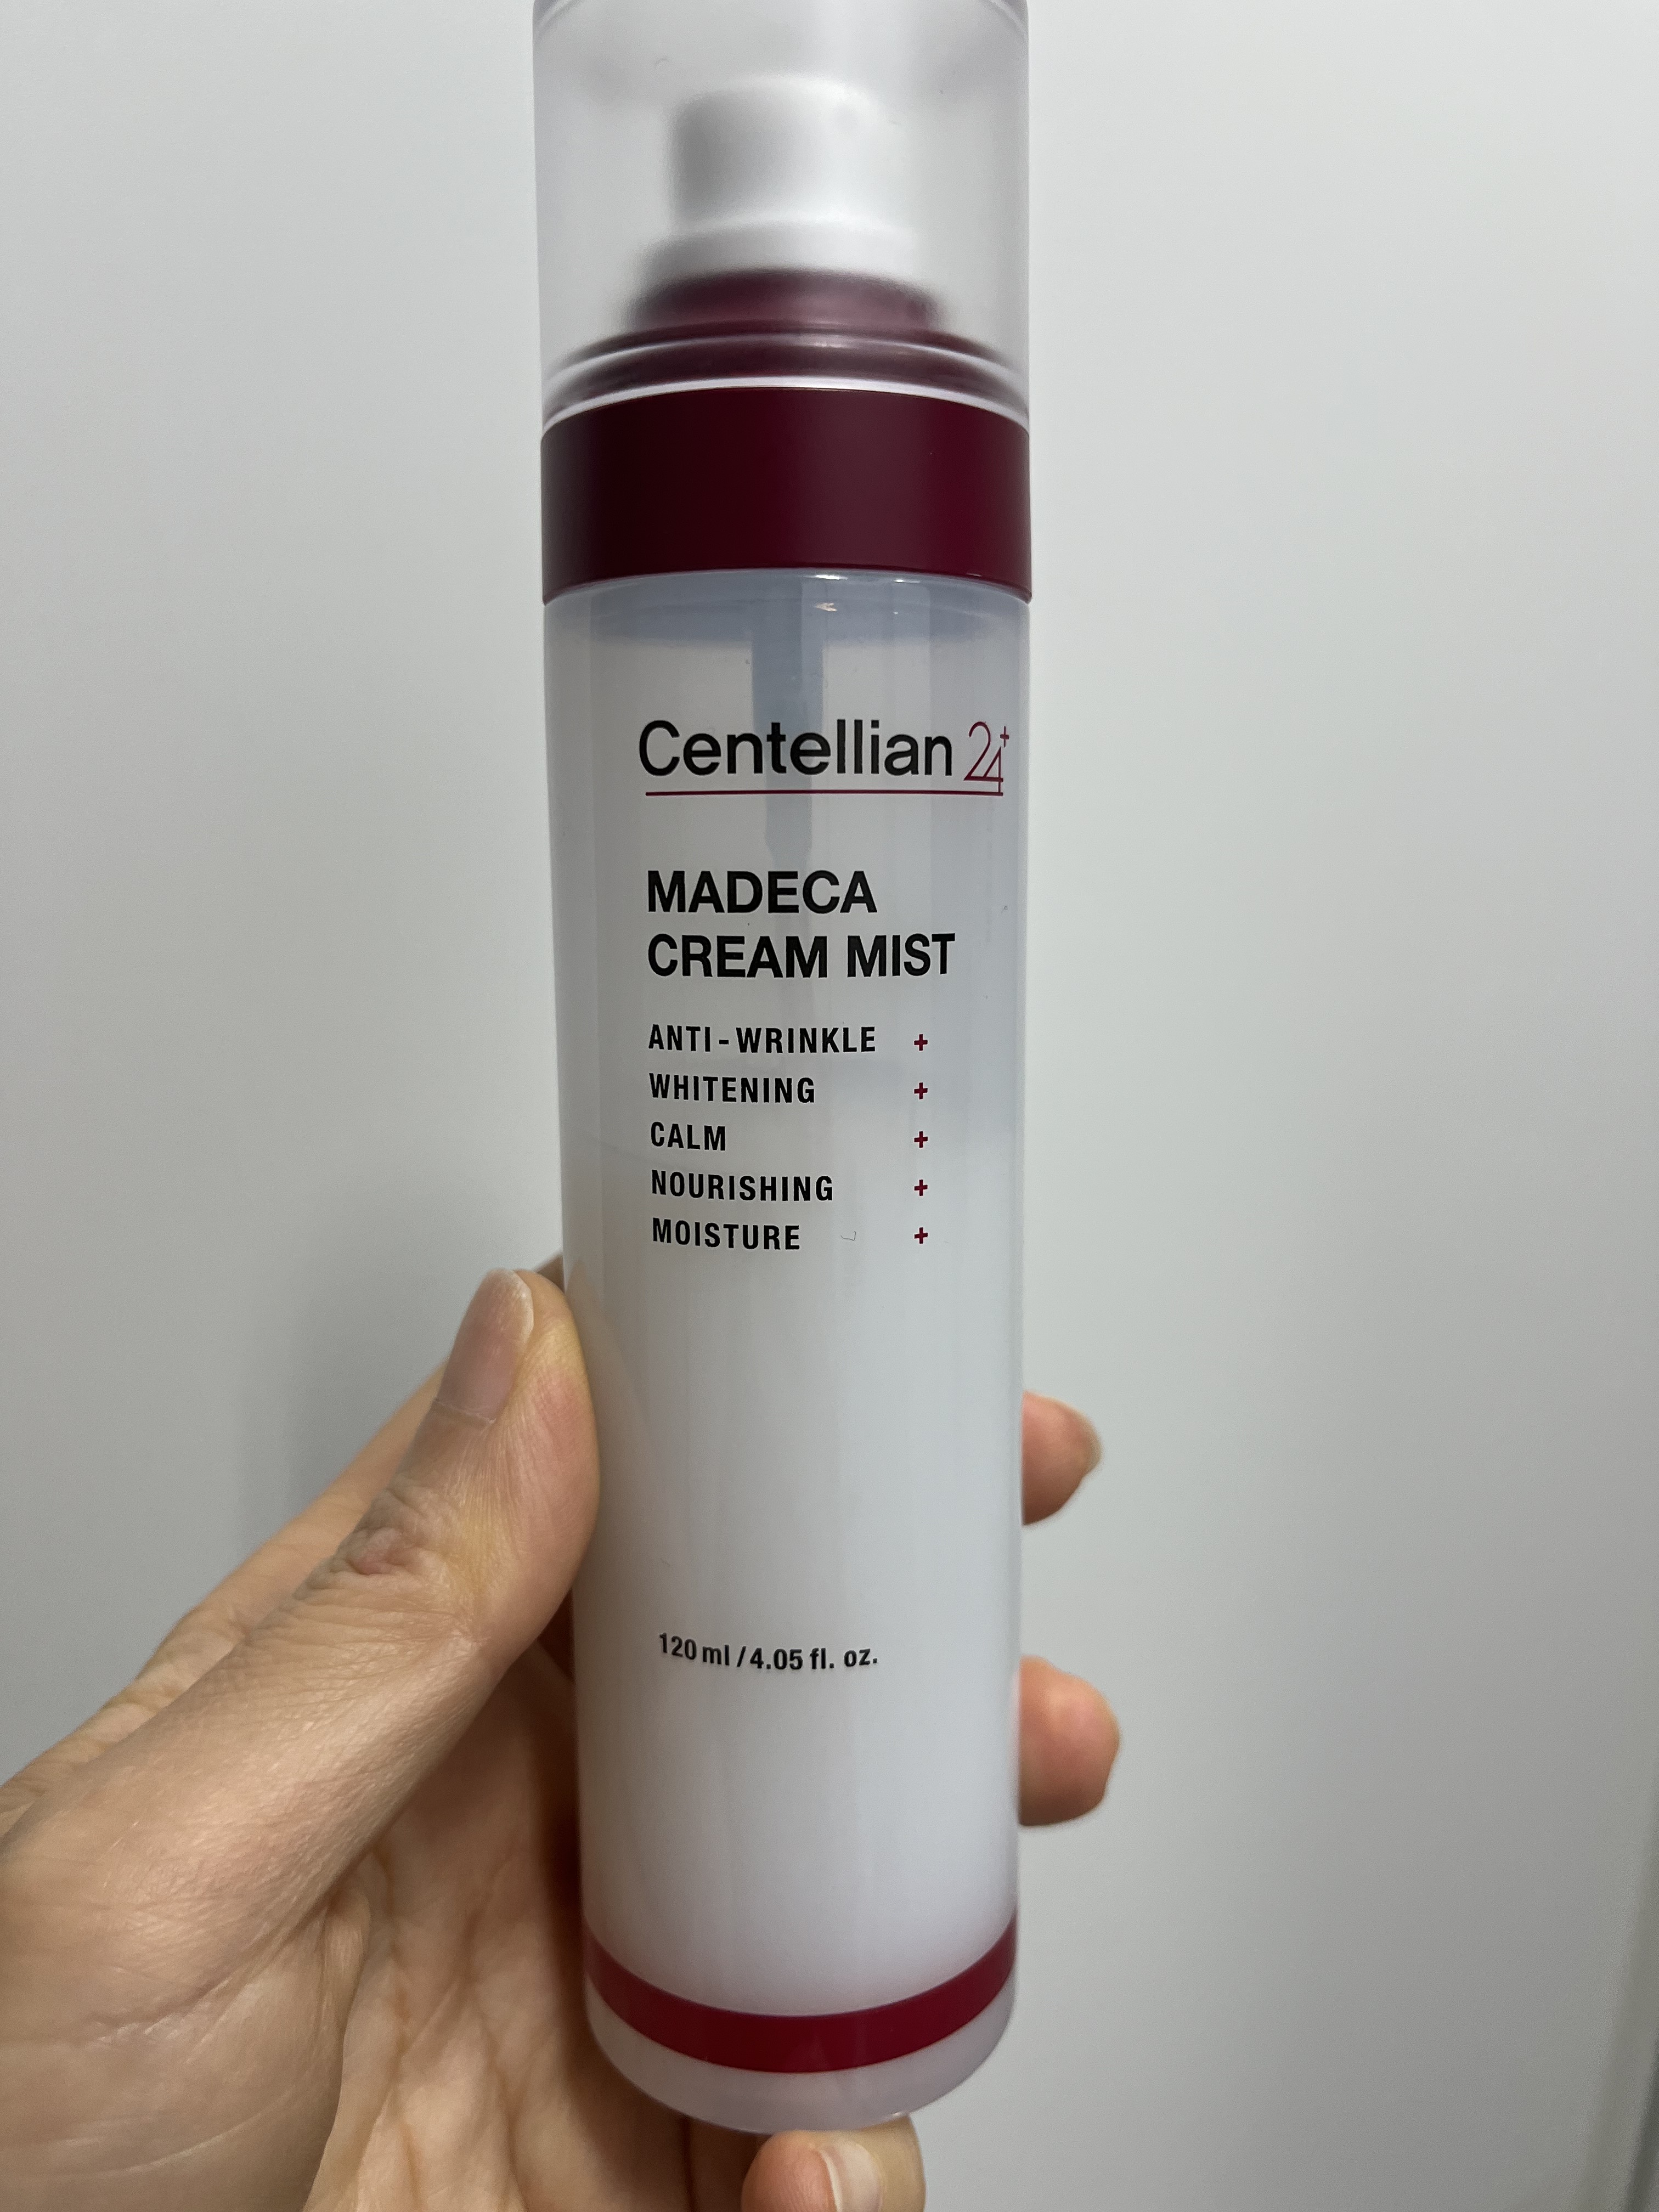 Centellian 24+
MADECA
CREAM MIST
ANTI-WRINKLE +
WHITENING +
CALM +
NOURISHING +
MOISTURE +
120 ml / 4.05 fl. oz.